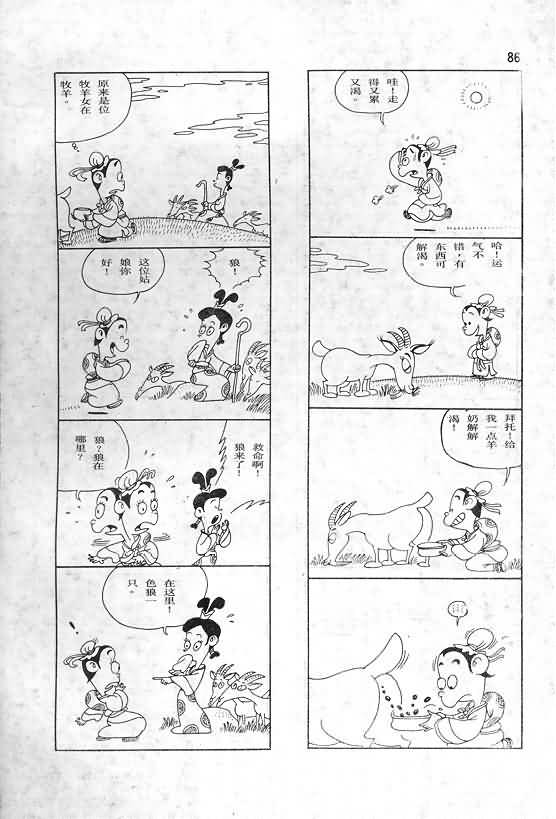 86
哇！走
得又累
又渴。
哈！运
气不
错，有
东西可
解渴。
拜托！给
我一点羊
奶解解
渴！
原来是位
牧羊女在
牧羊。
狼！
这位姑
娘你
好！
救命啊！
狼来了！
狼？狼在
哪里？
在这里！
色狼一
只。